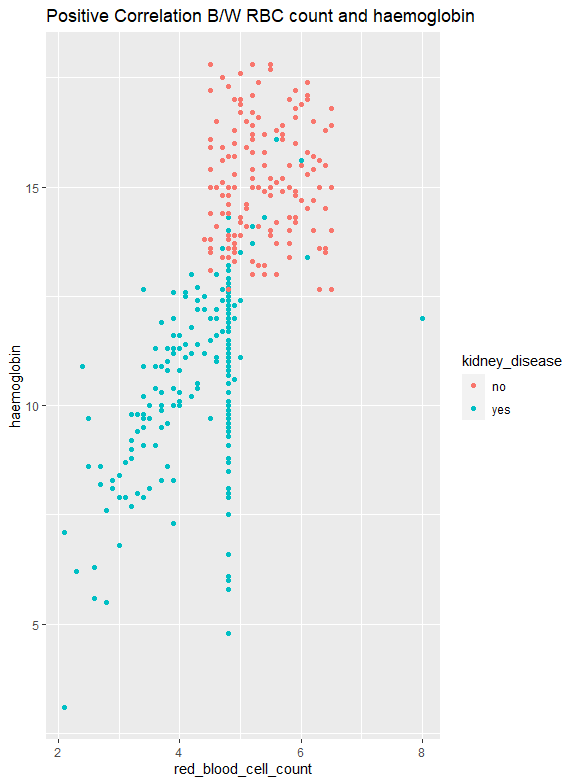 Positive Correlation B/W RBC count and haemoglobin
15
10
5
haemoglobin
2
4
6
8
red_blood_cell_count
kidney_disease
no
yes